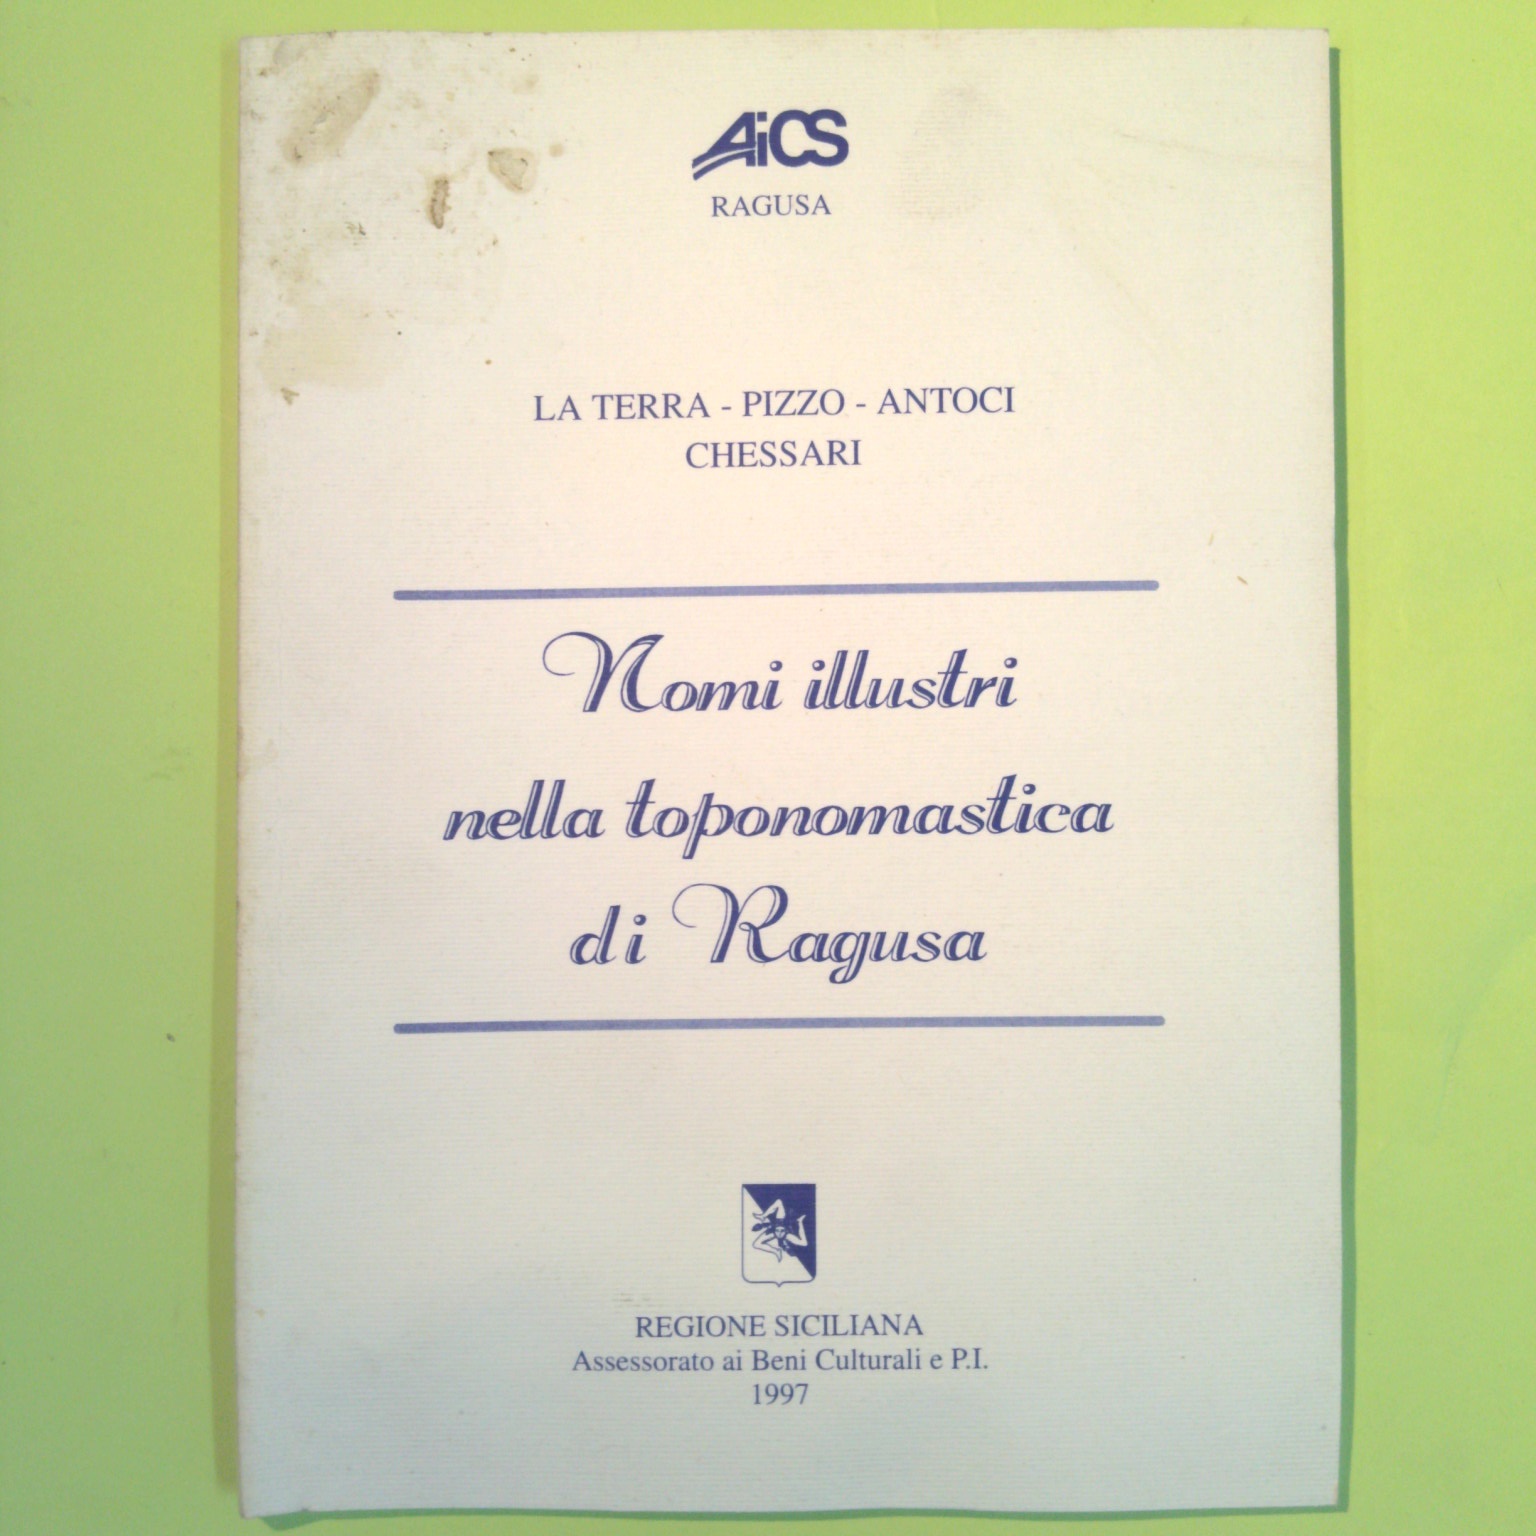 AiCS
RAGUSA
LA TERRA - PIZZO - ANTOCI
CHESSARI
Nomi illustri
nella toponomastica
di Ragusa
REGIONE SICILIANA
Assessorato ai Beni Culturali e P.I.
1997